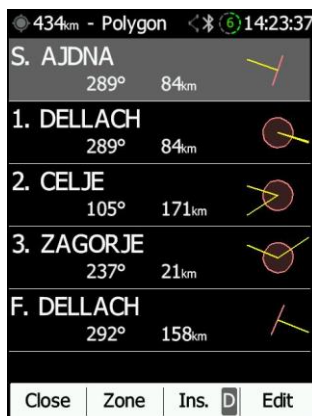 434km - Polygon 6 14:23:37
S. AJDNA
289° 84km
1. DELLACH
289° 84km
2. CELJE
105° 171km
3. ZAGORJE
237° 21km
F. DELLACH
292° 158km
Close Zone Ins. D Edit